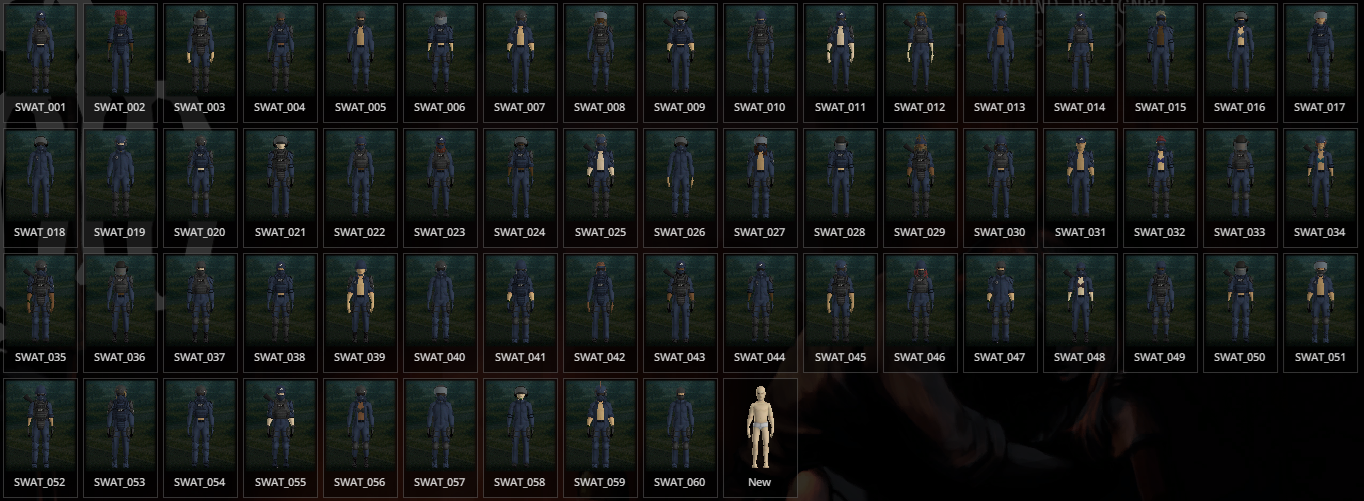 SOUND DESIGNER
SWAT_001 SWAT_002 SWAT_003 SWAT_004 SWAT_005 SWAT_006 SWAT_007 SWAT_008 SWAT_009 SWAT_010 SWAT_011 SWAT_012 SWAT_013 SWAT_014 SWAT_015 SWAT_016 SWAT_017
SWAT_018 SWAT_019 SWAT_020 SWAT_021 SWAT_022 SWAT_023 SWAT_024 SWAT_025 SWAT_026 SWAT_027 SWAT_028 SWAT_029 SWAT_030 SWAT_031 SWAT_032 SWAT_033 SWAT_034
SWAT_035 SWAT_036 SWAT_037 SWAT_038 SWAT_039 SWAT_040 SWAT_041 SWAT_042 SWAT_043 SWAT_044 SWAT_045 SWAT_046 SWAT_047 SWAT_048 SWAT_049 SWAT_050 SWAT_051
SWAT_052 SWAT_053 SWAT_054 SWAT_055 SWAT_056 SWAT_057 SWAT_058 SWAT_059 SWAT_060 New